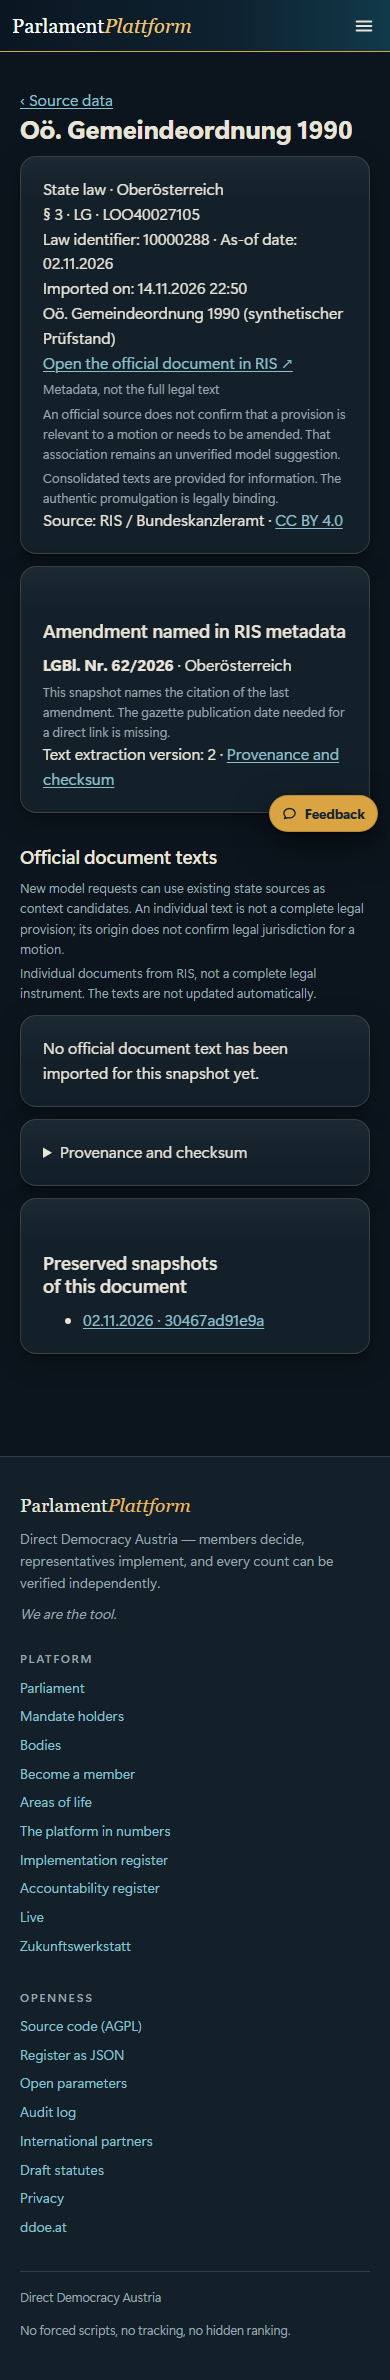 ParlamentPlattform
‹ Source data
Oö. Gemeindeordnung 1990
State law · Oberösterreich
§ 3 · LG · LOO40027105
Law identifier: 10000288 · As-of date:
02.11.2026
Imported on: 14.11.2026 22:50
Oö. Gemeindeordnung 1990 (synthetischer
Prüfstand)
Open the official document in RIS ↗
Metadata, not the full legal text
An official source does not confirm that a provision is
relevant to a motion or needs to be amended. That
association remains an unverified model suggestion.
Consolidated texts are provided for information. The
authentic promulgation is legally binding.
Source: RIS / Bundeskanzleramt · CC BY 4.0
Amendment named in RIS metadata
LGBl. Nr. 62/2026 · Oberösterreich
This snapshot names the citation of the last
amendment. The gazette publication date needed for
a direct link is missing.
Text extraction version: 2 · Provenance and
checksum
Feedback
Official document texts
New model requests can use existing state sources as
context candidates. An individual text is not a complete legal
provision; its origin does not confirm legal jurisdiction for a
motion.
Individual documents from RIS, not a complete legal
instrument. The texts are not updated automatically.
No official document text has been
imported for this snapshot yet.
▶ Provenance and checksum
Preserved snapshots
of this document
• 02.11.2026 · 30467ad91e9a
ParlamentPlattform
Direct Democracy Austria — members decide,
representatives implement, and every count can be
verified independently.
We are the tool.
PLATFORM
Parliament
Mandate holders
Bodies
Become a member
Areas of life
The platform in numbers
Implementation register
Accountability register
Live
Zukunftswerkstatt
OPENNESS
Source code (AGPL)
Register as JSON
Open parameters
Audit log
International partners
Draft statutes
Privacy
ddoe.at
Direct Democracy Austria
No forced scripts, no tracking, no hidden ranking.